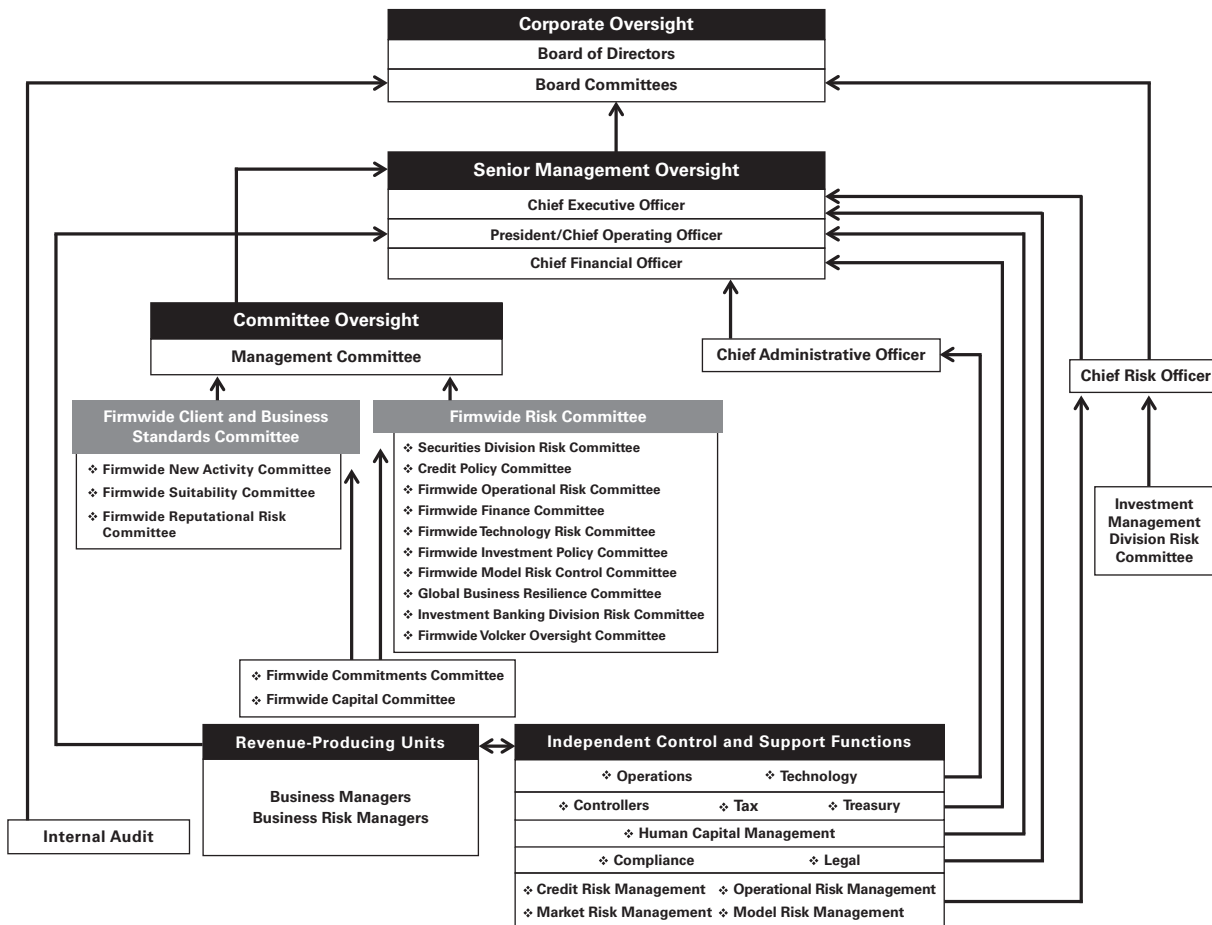 Corporate Oversight
Board of Directors
Board Committees
Senior Management Oversight
Chief Executive Officer
President/Chief Operating Officer
Chief Financial Officer
Committee Oversight
Management Committee
Chief Administrative Officer
Chief Risk Officer
Firmwide Client and Business
Standards Committee
❖ Firmwide New Activity Committee
❖ Firmwide Suitability Committee
❖ Firmwide Reputational Risk
Committee
Firmwide Risk Committee
❖ Securities Division Risk Committee
❖ Credit Policy Committee
❖ Firmwide Operational Risk Committee
❖ Firmwide Finance Committee
❖ Firmwide Technology Risk Committee
❖ Firmwide Investment Policy Committee
❖ Firmwide Model Risk Control Committee
❖ Global Business Resilience Committee
❖ Investment Banking Division Risk Committee
❖ Firmwide Volcker Oversight Committee
Investment
Management
Division Risk
Committee
❖ Firmwide Commitments Committee
❖ Firmwide Capital Committee
Revenue-Producing Units
Business Managers
Business Risk Managers
Internal Audit
Independent Control and Support Functions
❖ Operations ❖ Technology
❖ Controllers ❖ Tax ❖ Treasury
❖ Human Capital Management
❖ Compliance ❖ Legal
❖ Credit Risk Management ❖ Operational Risk Management
❖ Market Risk Management ❖ Model Risk Management